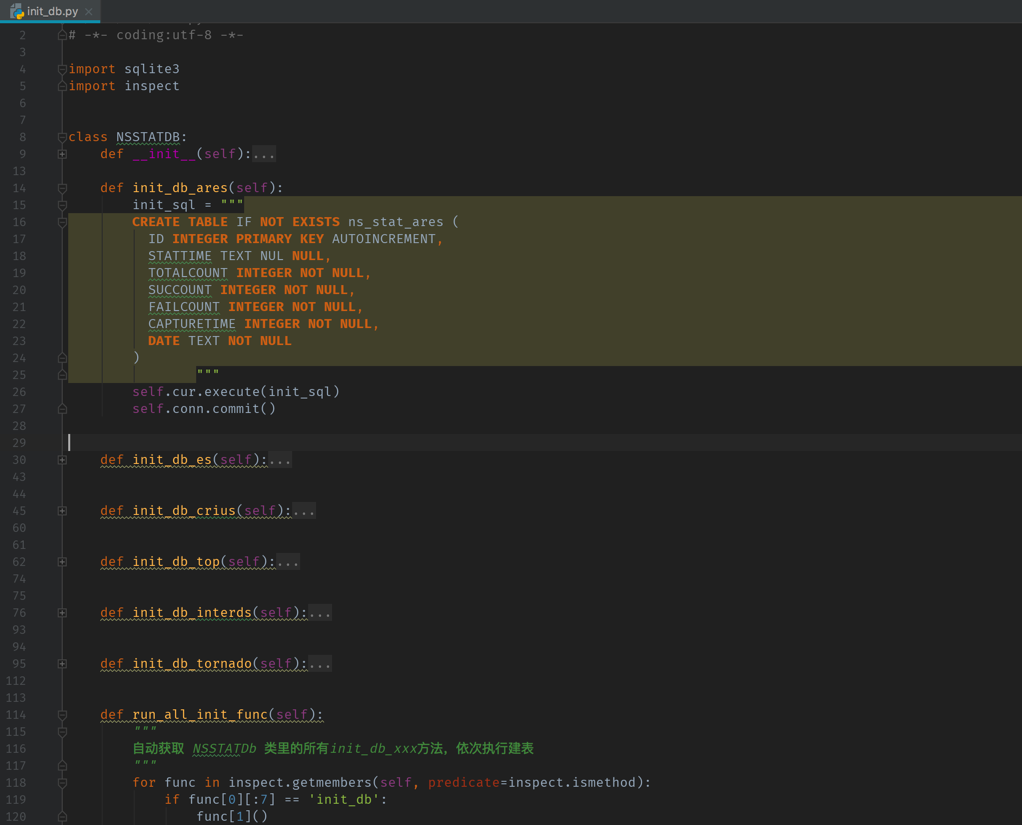 init_db.py
2 # -*- coding:utf-8 -*-
3
4 import sqlite3
5 import inspect
6
7
8 class NSSTATDB:
9     def __init__(self):...
13
14     def init_db_ares(self):
15         init_sql = """
16         CREATE TABLE IF NOT EXISTS ns_stat_ares (
17           ID INTEGER PRIMARY KEY AUTOINCREMENT,
18           STATTIME TEXT NUL NULL,
19           TOTALCOUNT INTEGER NOT NULL,
20           SUCCOUNT INTEGER NOT NULL,
21           FAILCOUNT INTEGER NOT NULL,
22           CAPTURETIME INTEGER NOT NULL,
23           DATE TEXT NOT NULL
24         )
25                 """
26         self.cur.execute(init_sql)
27         self.conn.commit()
28
29
30     def init_db_es(self):...
43
44
45     def init_db_crius(self):...
60
61
62     def init_db_top(self):...
74
75
76     def init_db_interds(self):...
93
94
95     def init_db_tornado(self):...
112
113
114     def run_all_init_func(self):
115         """
116         自动获取 NSSTATDb 类里的所有init_db_xxx方法，依次执行建表
117         """
118         for func in inspect.getmembers(self, predicate=inspect.ismethod):
119             if func[0][:7] == 'init_db':
120                 func[1]()